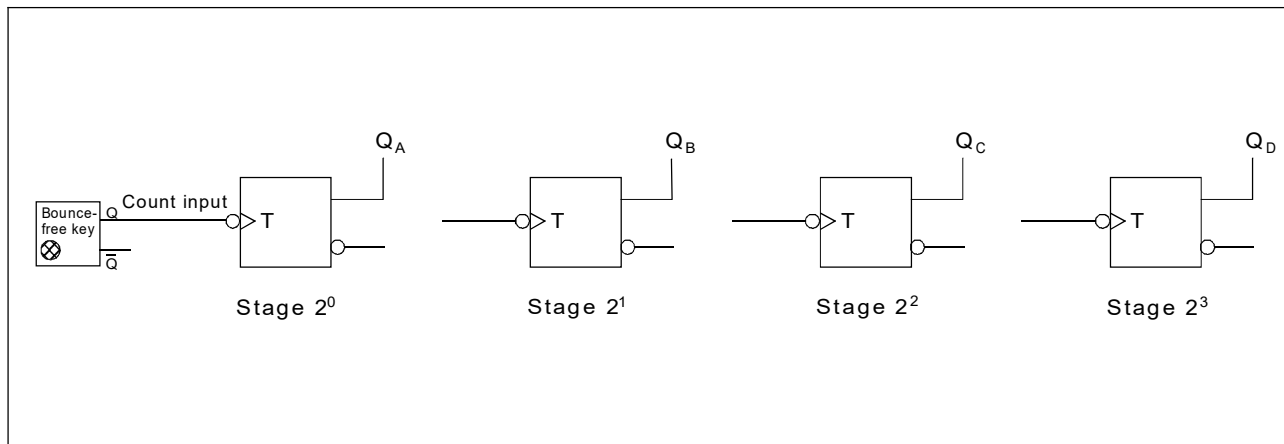 Q_A
Q_B
Q_C
Q_D
Bounce-
free key
Q
Q̅
Count input
T
T
T
T
Stage 2⁰
Stage 2¹
Stage 2²
Stage 2³